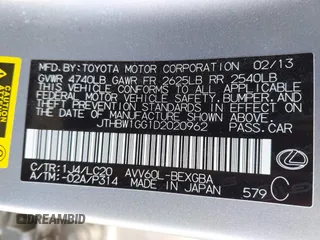 MFD.BY:TOYOTA MOTOR CORPORATION 02/13
GVWR 4740LB GAWR FR 2625LB RR 2540LB
THIS VEHICLE CONFORMS TO ALL APPLICABLE
FEDERAL MOTOR VEHICLE SAFETY, BUMPER, AND
THEFT PREVENTION STANDARDS IN EFFECT ON THE
DATE OF MANUFACTURE SHOWN ABOVE.
JTHBW1GG1D2020962 PASS.CAR
C/TR:1J4/LC20 AVV60L-BEXGBA
A/TM:-02A/P314 MADE IN JAPAN 579 C
CAUTION
DREAMBID